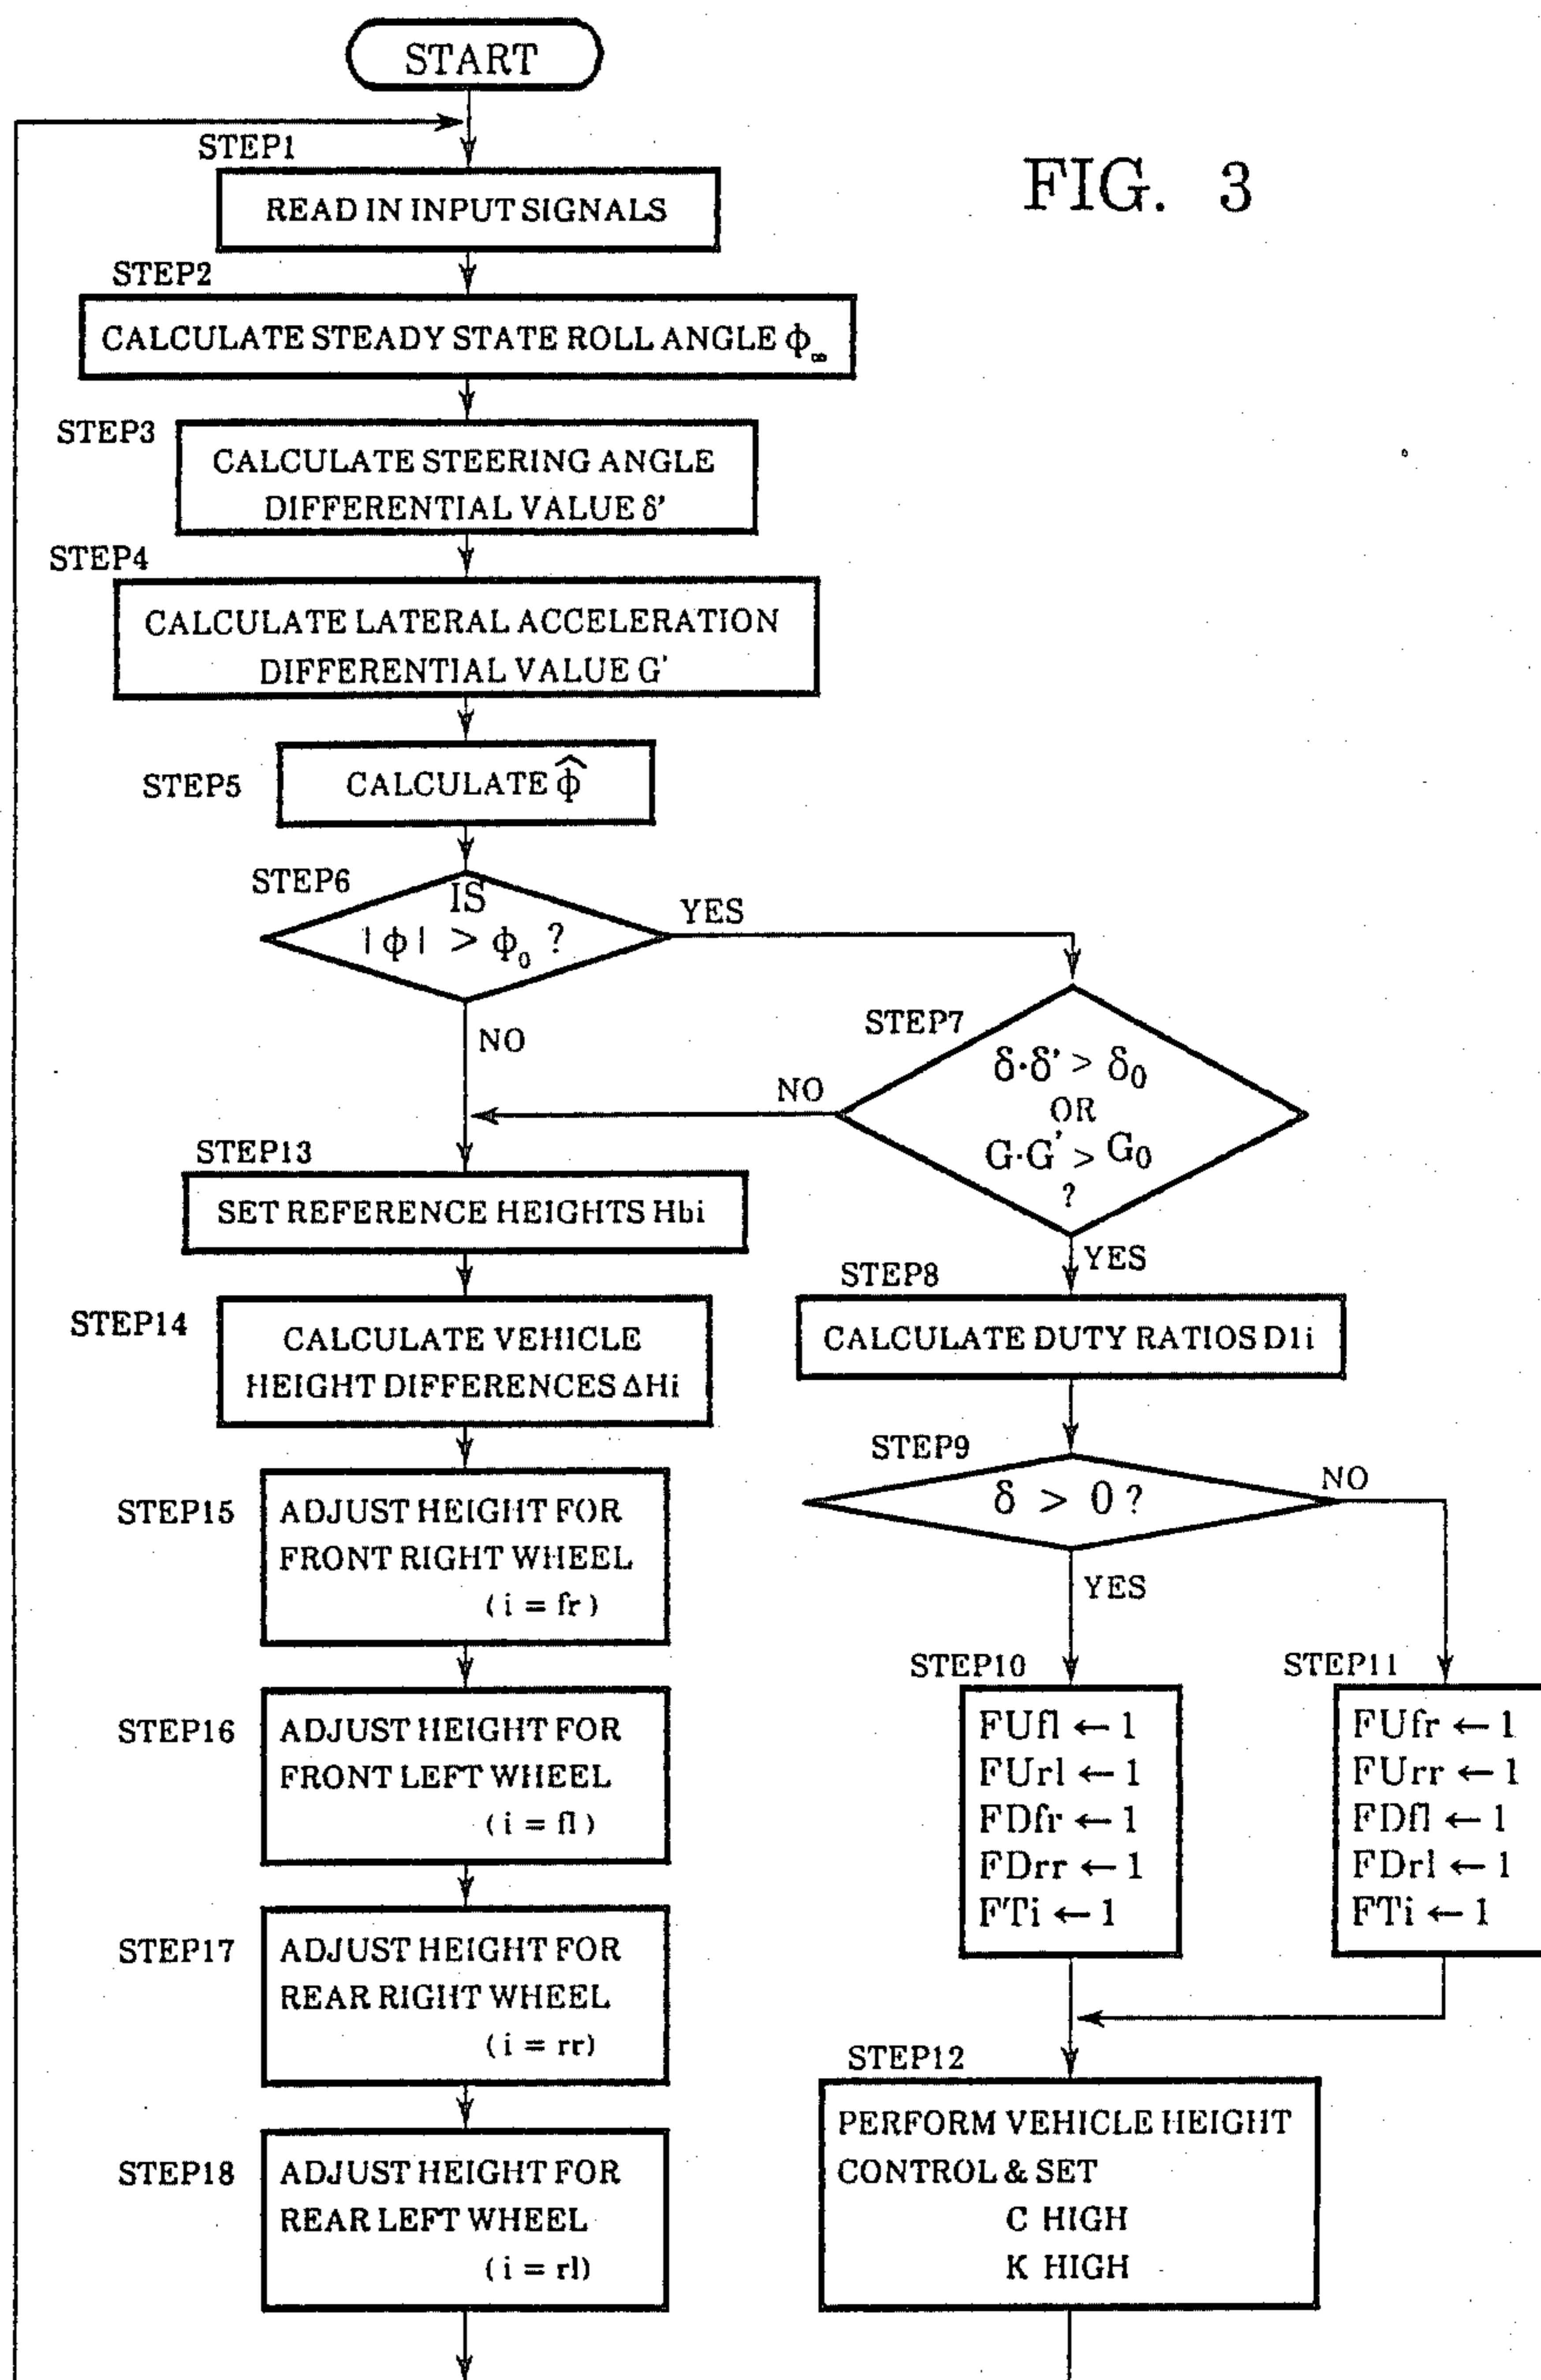 START
FIG. 3
STEP1
READ IN INPUT SIGNALS
STEP2
CALCULATE STEADY STATE ROLL ANGLE ϕ∞
STEP3
CALCULATE STEERING ANGLE
DIFFERENTIAL VALUE δ'
STEP4
CALCULATE LATERAL ACCELERATION
DIFFERENTIAL VALUE G'
STEP5
CALCULATE ϕ̂
STEP6
IS
|ϕ| > ϕ₀ ?
YES
NO
STEP7
δ·δ' > δ₀
OR
G·G' > G₀
?
NO
YES
STEP8
CALCULATE DUTY RATIOS D1i
STEP9
δ > 0 ?
NO
YES
STEP10
FUfl ← 1
FUrl ← 1
FDfr ← 1
FDrr ← 1
FTi ← 1
STEP11
FUfr ← 1
FUrr ← 1
FDfl ← 1
FDrl ← 1
FTi ← 1
STEP12
PERFORM VEHICLE HEIGHT
CONTROL & SET
C HIGH
K HIGH
STEP13
SET REFERENCE HEIGHTS Hbi
STEP14
CALCULATE VEHICLE
HEIGHT DIFFERENCES ΔHi
STEP15
ADJUST HEIGHT FOR
FRONT RIGHT WHEEL
( i = fr )
STEP16
ADJUST HEIGHT FOR
FRONT LEFT WHEEL
( i = fl )
STEP17
ADJUST HEIGHT FOR
REAR RIGHT WHEEL
( i = rr)
STEP18
ADJUST HEIGHT FOR
REAR LEFT WHEEL
( i = rl)